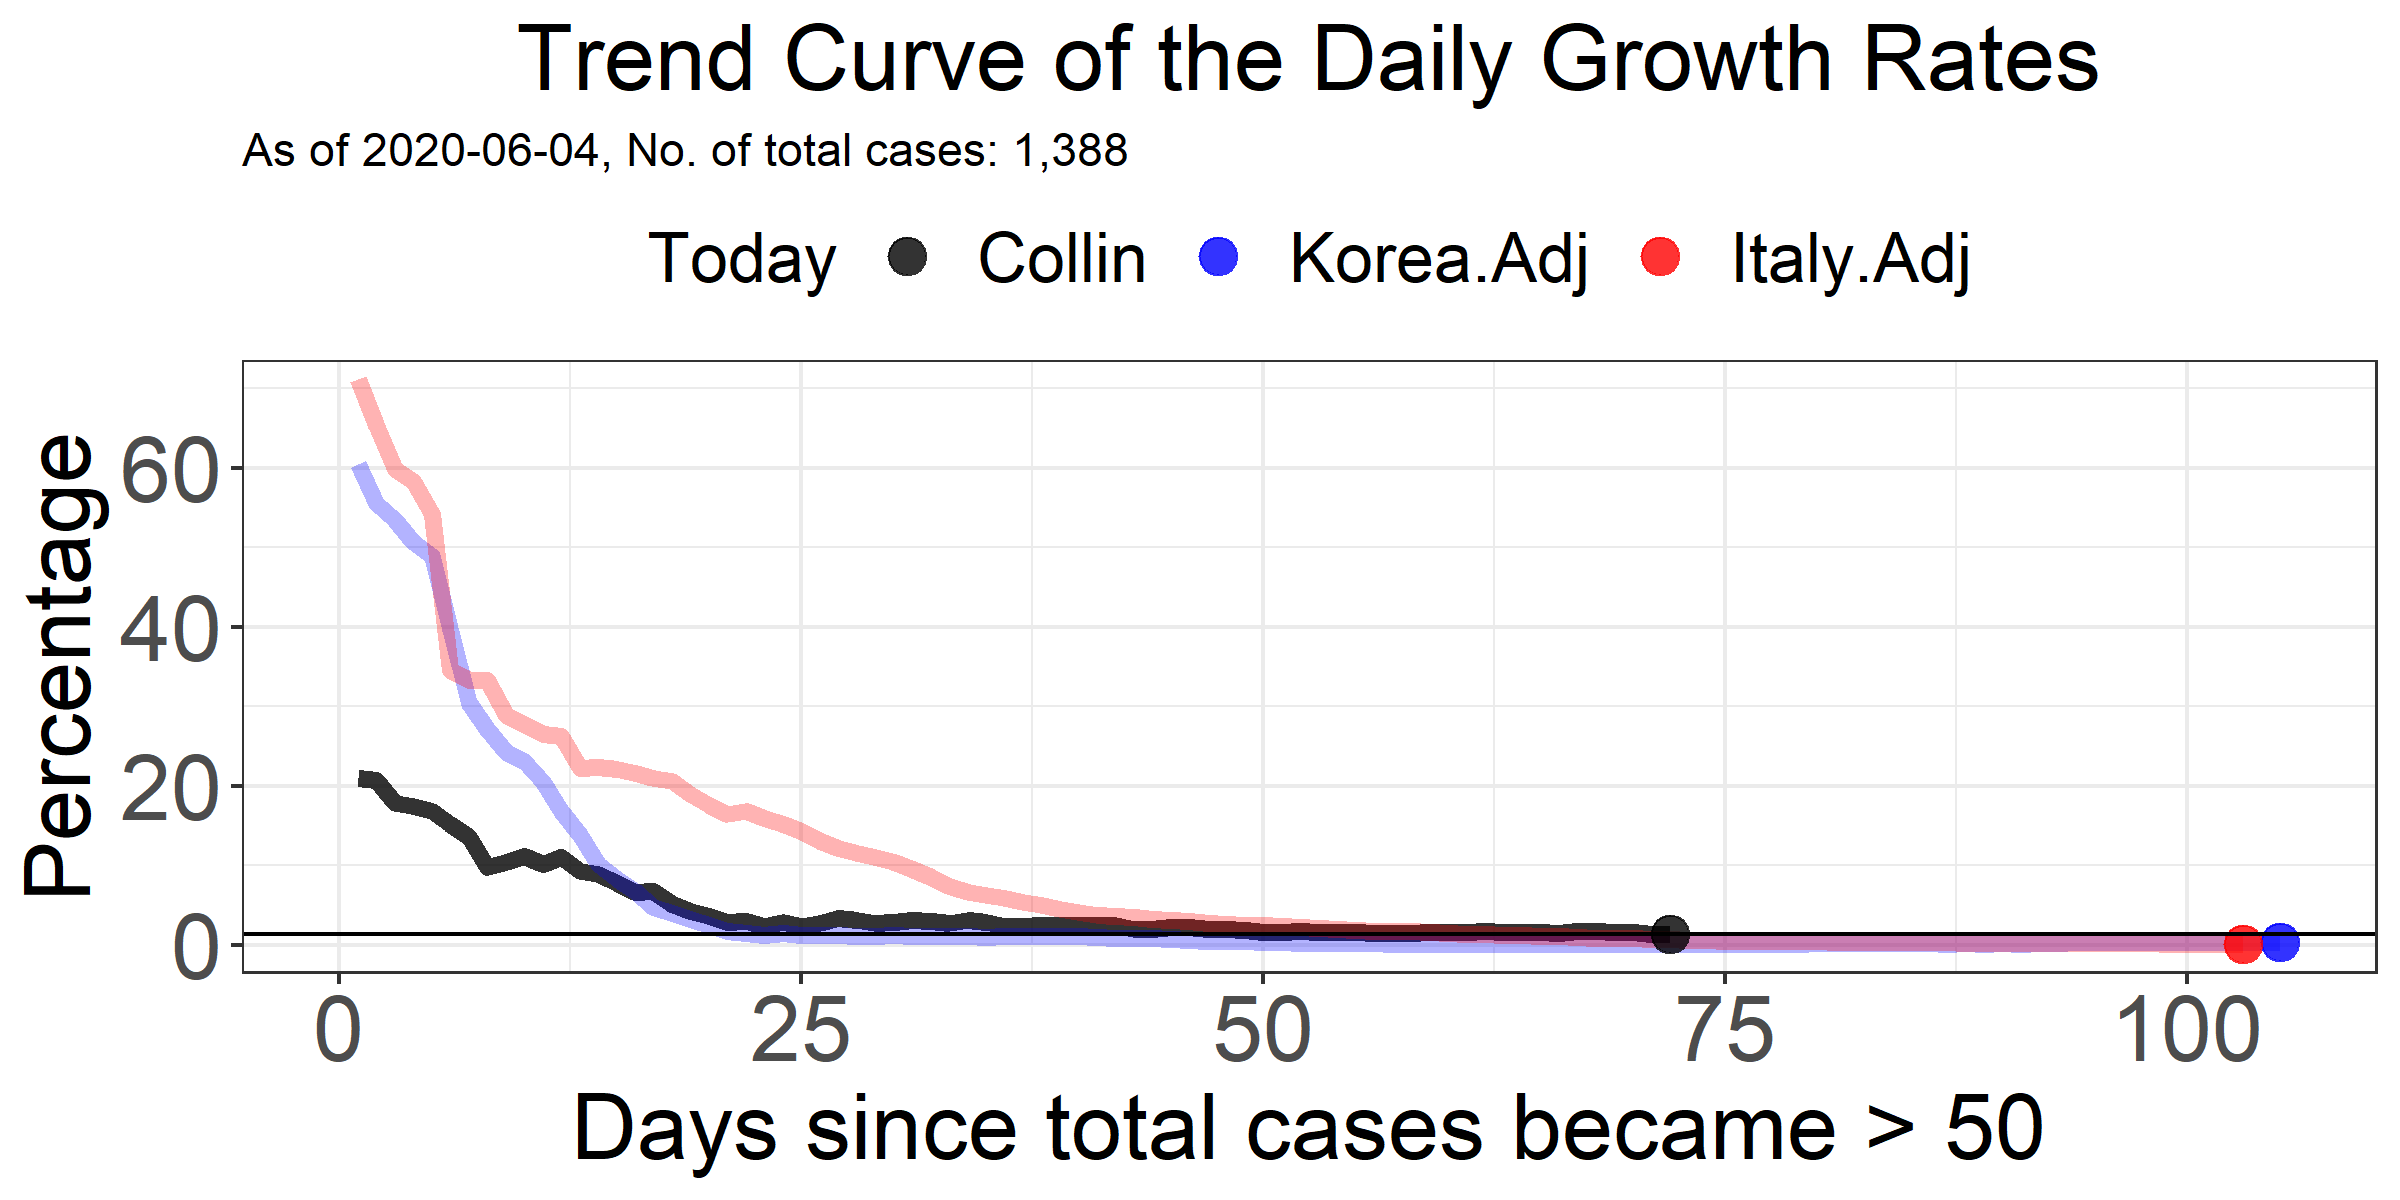 Trend Curve of the Daily Growth Rates
As of 2020-06-04, No. of total cases: 1,388
Today Collin Korea.Adj Italy.Adj
Percentage
60
40
20
0
0 25 50 75 100
Days since total cases became > 50